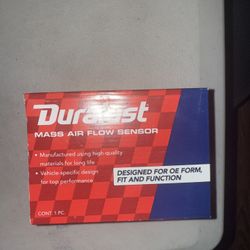 Duralast
MASS AIR FLOW SENSOR
• Manufactured using high-quality
materials for long life
• Vehicle-specific design
for top performance
DESIGNED FOR OE FORM,
FIT AND FUNCTION
CONT. 1 PC.